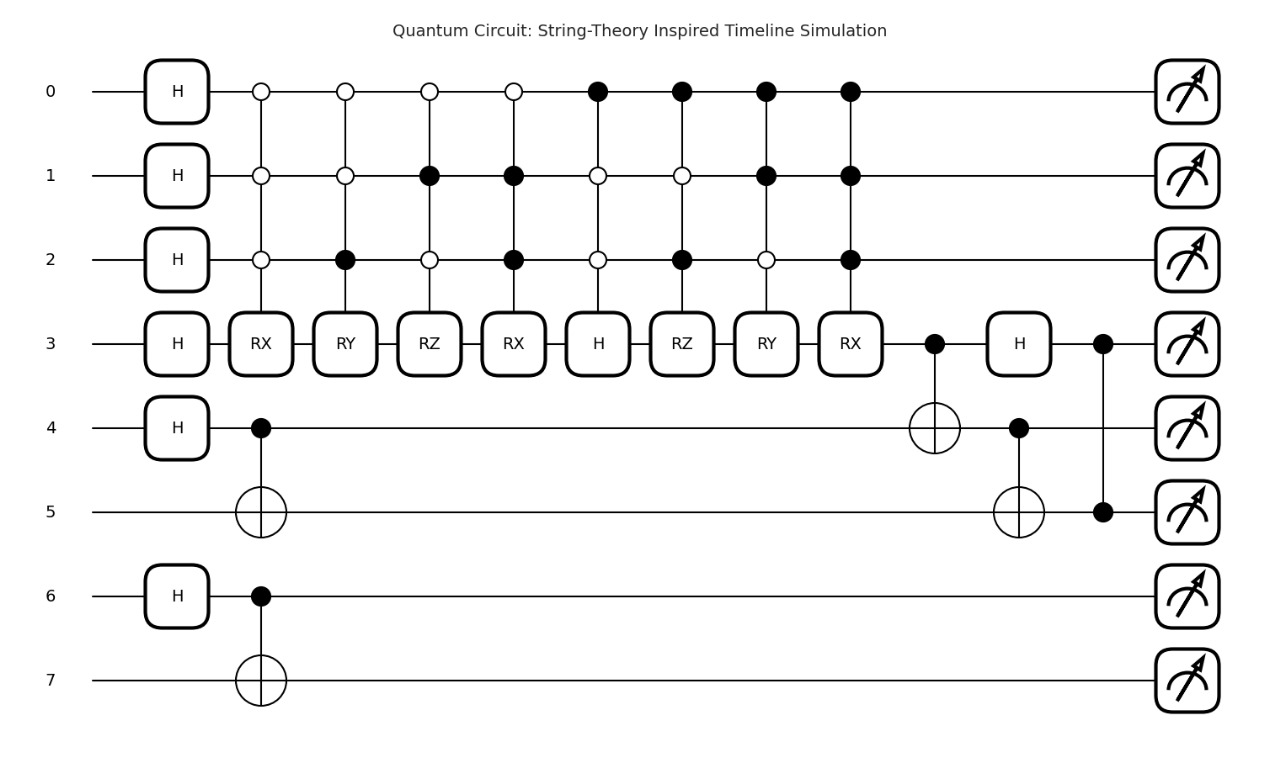 Quantum Circuit: String-Theory Inspired Timeline Simulation
0 H
1 H
2 H
3 H RX RY RZ RX H RZ RY RX H
4 H
5
6 H
7